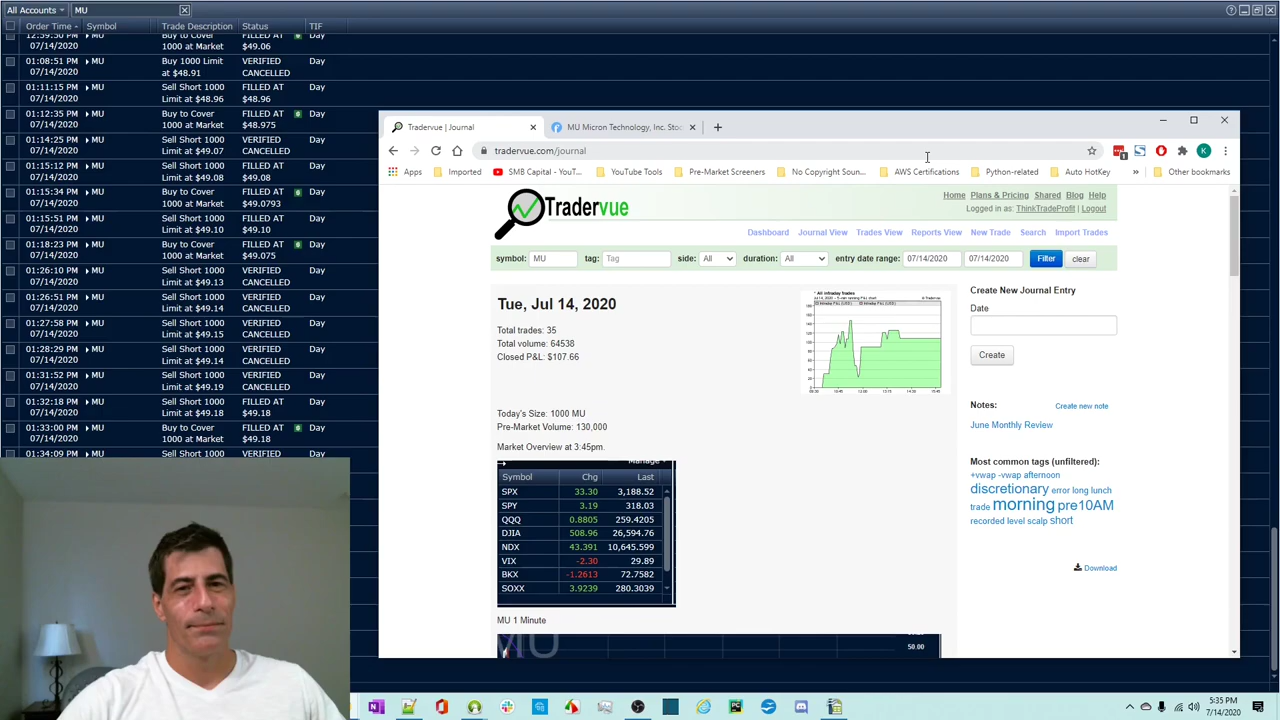 All Accounts
MU
Order Time
Symbol
Trade Description
Status
TIF
12:59:50 PM
07/14/2020
MU
Buy to Cover
1000 at Market
FILLED AT
$49.06
Day
01:08:51 PM
07/14/2020
MU
Buy 1000 Limit
at $48.91
VERIFIED
CANCELLED
Day
01:11:15 PM
07/14/2020
MU
Sell Short 1000
Limit at $48.96
FILLED AT
$48.96
Day
01:12:35 PM
07/14/2020
MU
Buy to Cover
1000 at Market
FILLED AT
$48.975
Day
01:14:25 PM
07/14/2020
MU
Sell Short 1000
Limit at $49.07
VERIFIED
CANCELLED
Day
01:15:12 PM
07/14/2020
MU
Sell Short 1000
Limit at $49.08
FILLED AT
$49.08
Day
01:15:34 PM
07/14/2020
MU
Buy to Cover
1000 at Market
FILLED AT
$49.0793
Day
01:15:51 PM
07/14/2020
MU
Sell Short 1000
Limit at $49.10
FILLED AT
$49.10
Day
01:18:23 PM
07/14/2020
MU
Buy to Cover
1000 at Market
FILLED AT
$49.075
Day
01:26:10 PM
07/14/2020
MU
Sell Short 1000
Limit at $49.13
VERIFIED
CANCELLED
Day
01:26:51 PM
07/14/2020
MU
Sell Short 1000
Limit at $49.14
VERIFIED
CANCELLED
Day
01:27:58 PM
07/14/2020
MU
Sell Short 1000
Limit at $49.15
VERIFIED
CANCELLED
Day
01:28:29 PM
07/14/2020
MU
Sell Short 1000
Limit at $49.14
VERIFIED
CANCELLED
Day
01:31:52 PM
07/14/2020
MU
Sell Short 1000
Limit at $49.19
VERIFIED
CANCELLED
Day
01:32:18 PM
07/14/2020
MU
Sell Short 1000
Limit at $49.18
FILLED AT
$49.18
Day
01:33:00 PM
07/14/2020
MU
Buy to Cover
1000 at Market
FILLED AT
$49.18
Day
01:34:09 PM
MU
Sell Short 1000
VERIFIED
Day
Tradervue | Journal
MU Micron Technology, Inc. Stoc
tradervue.com/journal
Apps
Imported
SMB Capital - YouT...
YouTube Tools
Pre-Market Screeners
No Copyright Soun...
AWS Certifications
Python-related
Auto HotKey
Other bookmarks
Tradervue
Home Plans & Pricing Shared Blog Help
Logged in as: ThinkTradeProfit | Logout
Dashboard Journal View Trades View Reports View New Trade Search Import Trades
symbol: MU tag: Tag side: All duration: All entry date range: 07/14/2020 07/14/2020 Filter clear
Tue, Jul 14, 2020
Total trades: 35
Total volume: 64538
Closed P&L: $107.66
Today's Size: 1000 MU
Pre-Market Volume: 130,000
Market Overview at 3:45pm.
Manage
Symbol Chg Last
SPX 33.30 3,188.52
SPY 3.19 318.03
QQQ 0.8805 259.4205
DJIA 508.96 26,594.76
NDX 43.391 10,645.599
VIX -2.30 29.89
BKX -1.2613 72.7582
SOXX 3.9239 280.3039
MU 1 Minute
MU
50.00
Create New Journal Entry
Date
Create
Notes:
Create new note
June Monthly Review
Most common tags (unfiltered):
+vwap -vwap afternoon
discretionary error long lunch
trade morning pre10AM
recorded level scalp short
Download
5:35 PM
7/14/2020